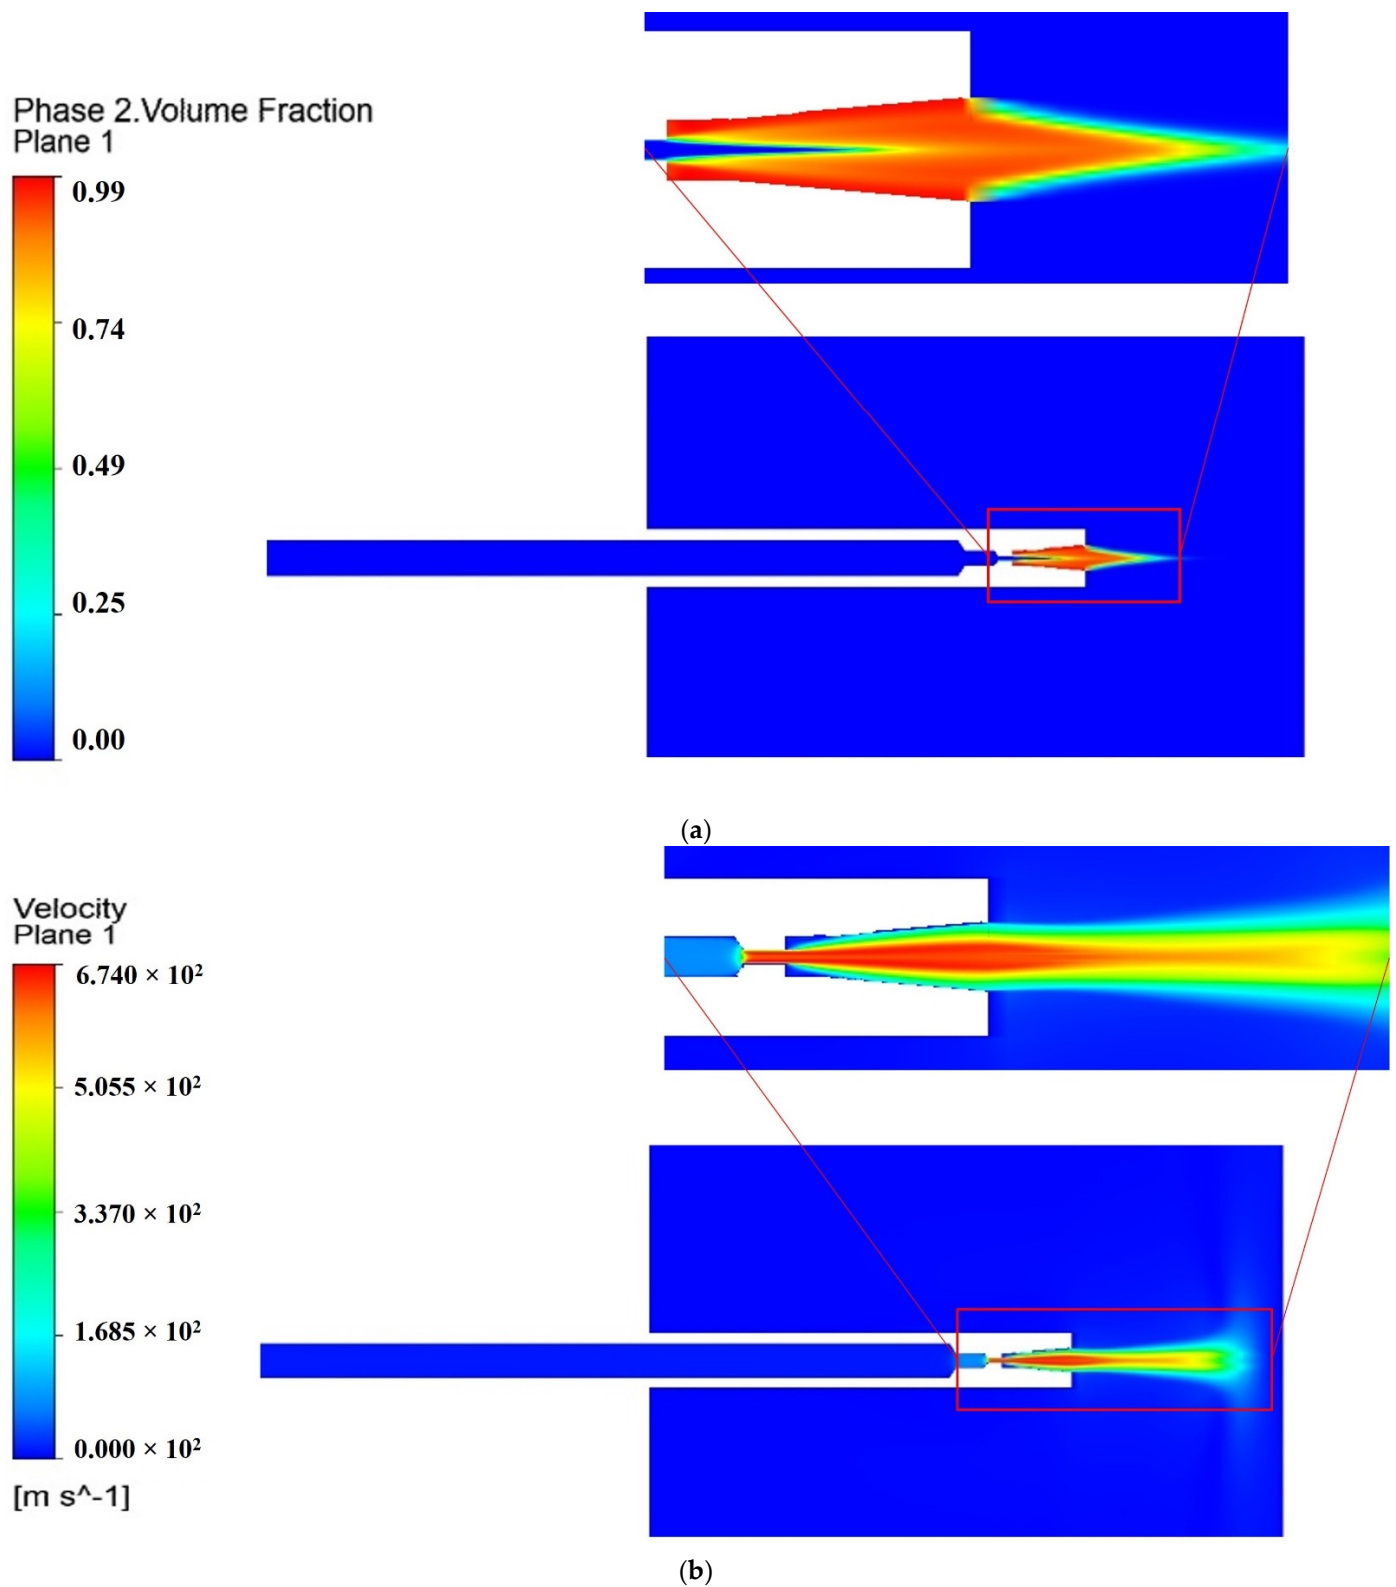 Phase 2.Volume Fraction
Plane 1
0.99
0.74
0.49
0.25
0.00
(a)
Velocity
Plane 1
6.740 × 10²
5.055 × 10²
3.370 × 10²
1.685 × 10²
0.000 × 10²
[m s^-1]
(b)